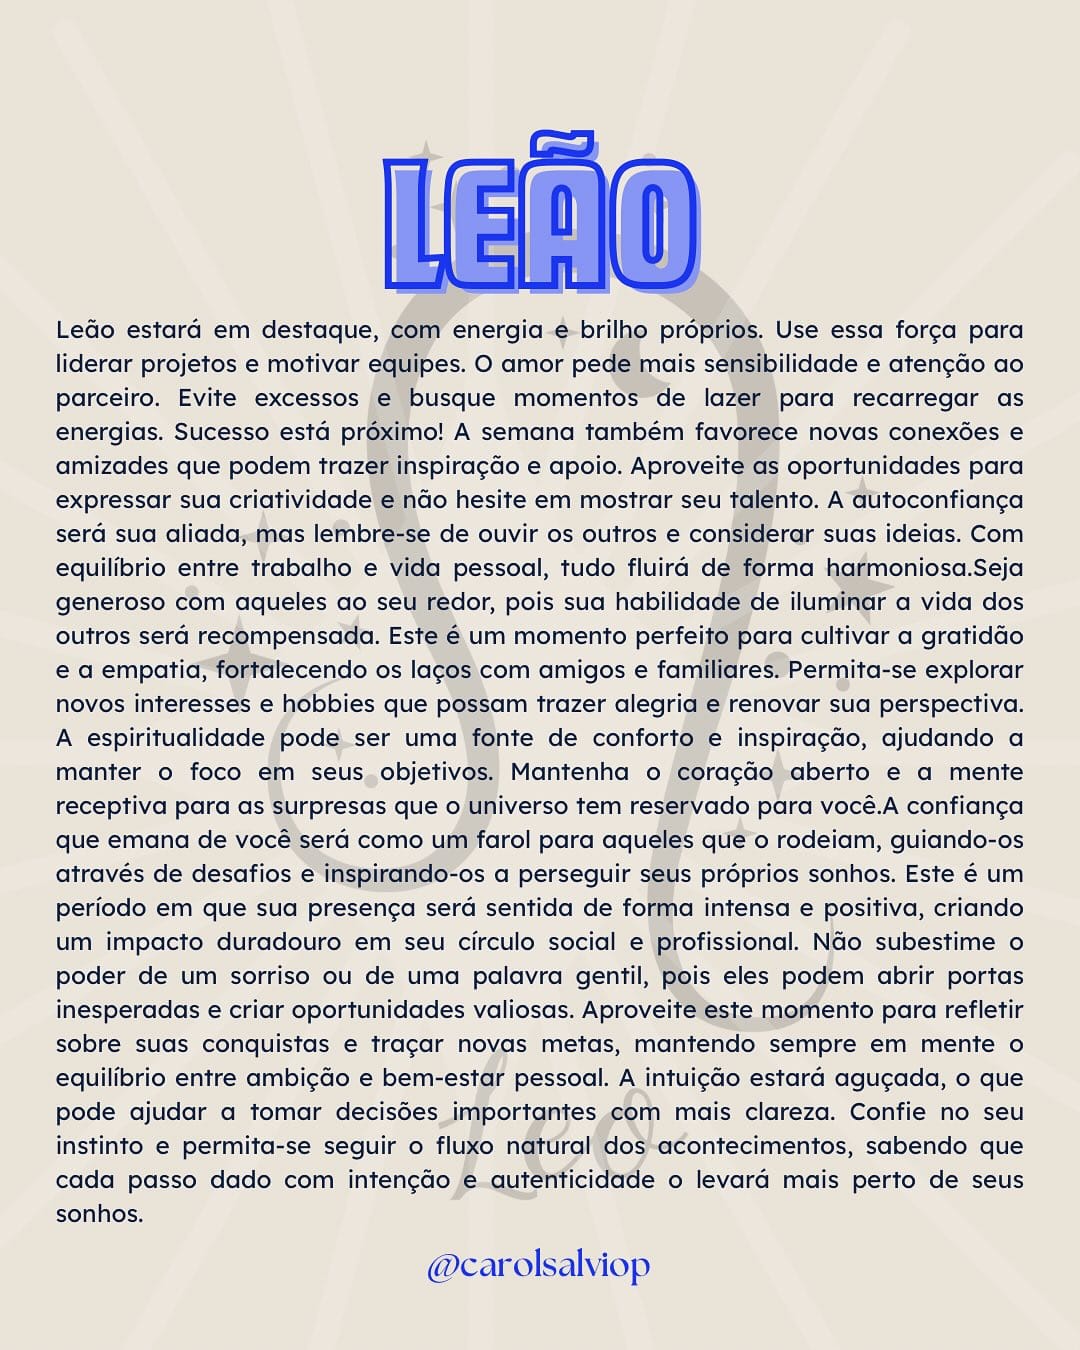 LEÃO
Leão estará em destaque, com energia e brilho próprios. Use essa força para
liderar projetos e motivar equipes. O amor pede mais sensibilidade e atenção ao
parceiro. Evite excessos e busque momentos de lazer para recarregar as
energias. Sucesso está próximo! A semana também favorece novas conexões e
amizades que podem trazer inspiração e apoio. Aproveite as oportunidades para
expressar sua criatividade e não hesite em mostrar seu talento. A autoconfiança
será sua aliada, mas lembre-se de ouvir os outros e considerar suas ideias. Com
equilíbrio entre trabalho e vida pessoal, tudo fluirá de forma harmoniosa.Seja
generoso com aqueles ao seu redor, pois sua habilidade de iluminar a vida dos
outros será recompensada. Este é um momento perfeito para cultivar a gratidão
e a empatia, fortalecendo os laços com amigos e familiares. Permita-se explorar
novos interesses e hobbies que possam trazer alegria e renovar sua perspectiva.
A espiritualidade pode ser uma fonte de conforto e inspiração, ajudando a
manter o foco em seus objetivos. Mantenha o coração aberto e a mente
receptiva para as surpresas que o universo tem reservado para você.A confiança
que emana de você será como um farol para aqueles que o rodeiam, guiando-os
através de desafios e inspirando-os a perseguir seus próprios sonhos. Este é um
período em que sua presença será sentida de forma intensa e positiva, criando
um impacto duradouro em seu círculo social e profissional. Não subestime o
poder de um sorriso ou de uma palavra gentil, pois eles podem abrir portas
inesperadas e criar oportunidades valiosas. Aproveite este momento para refletir
sobre suas conquistas e traçar novas metas, mantendo sempre em mente o
equilíbrio entre ambição e bem-estar pessoal. A intuição estará aguçada, o que
pode ajudar a tomar decisões importantes com mais clareza. Confie no seu
instinto e permita-se seguir o fluxo natural dos acontecimentos, sabendo que
cada passo dado com intenção e autenticidade o levará mais perto de seus
sonhos.
Leo
@carolsalviop